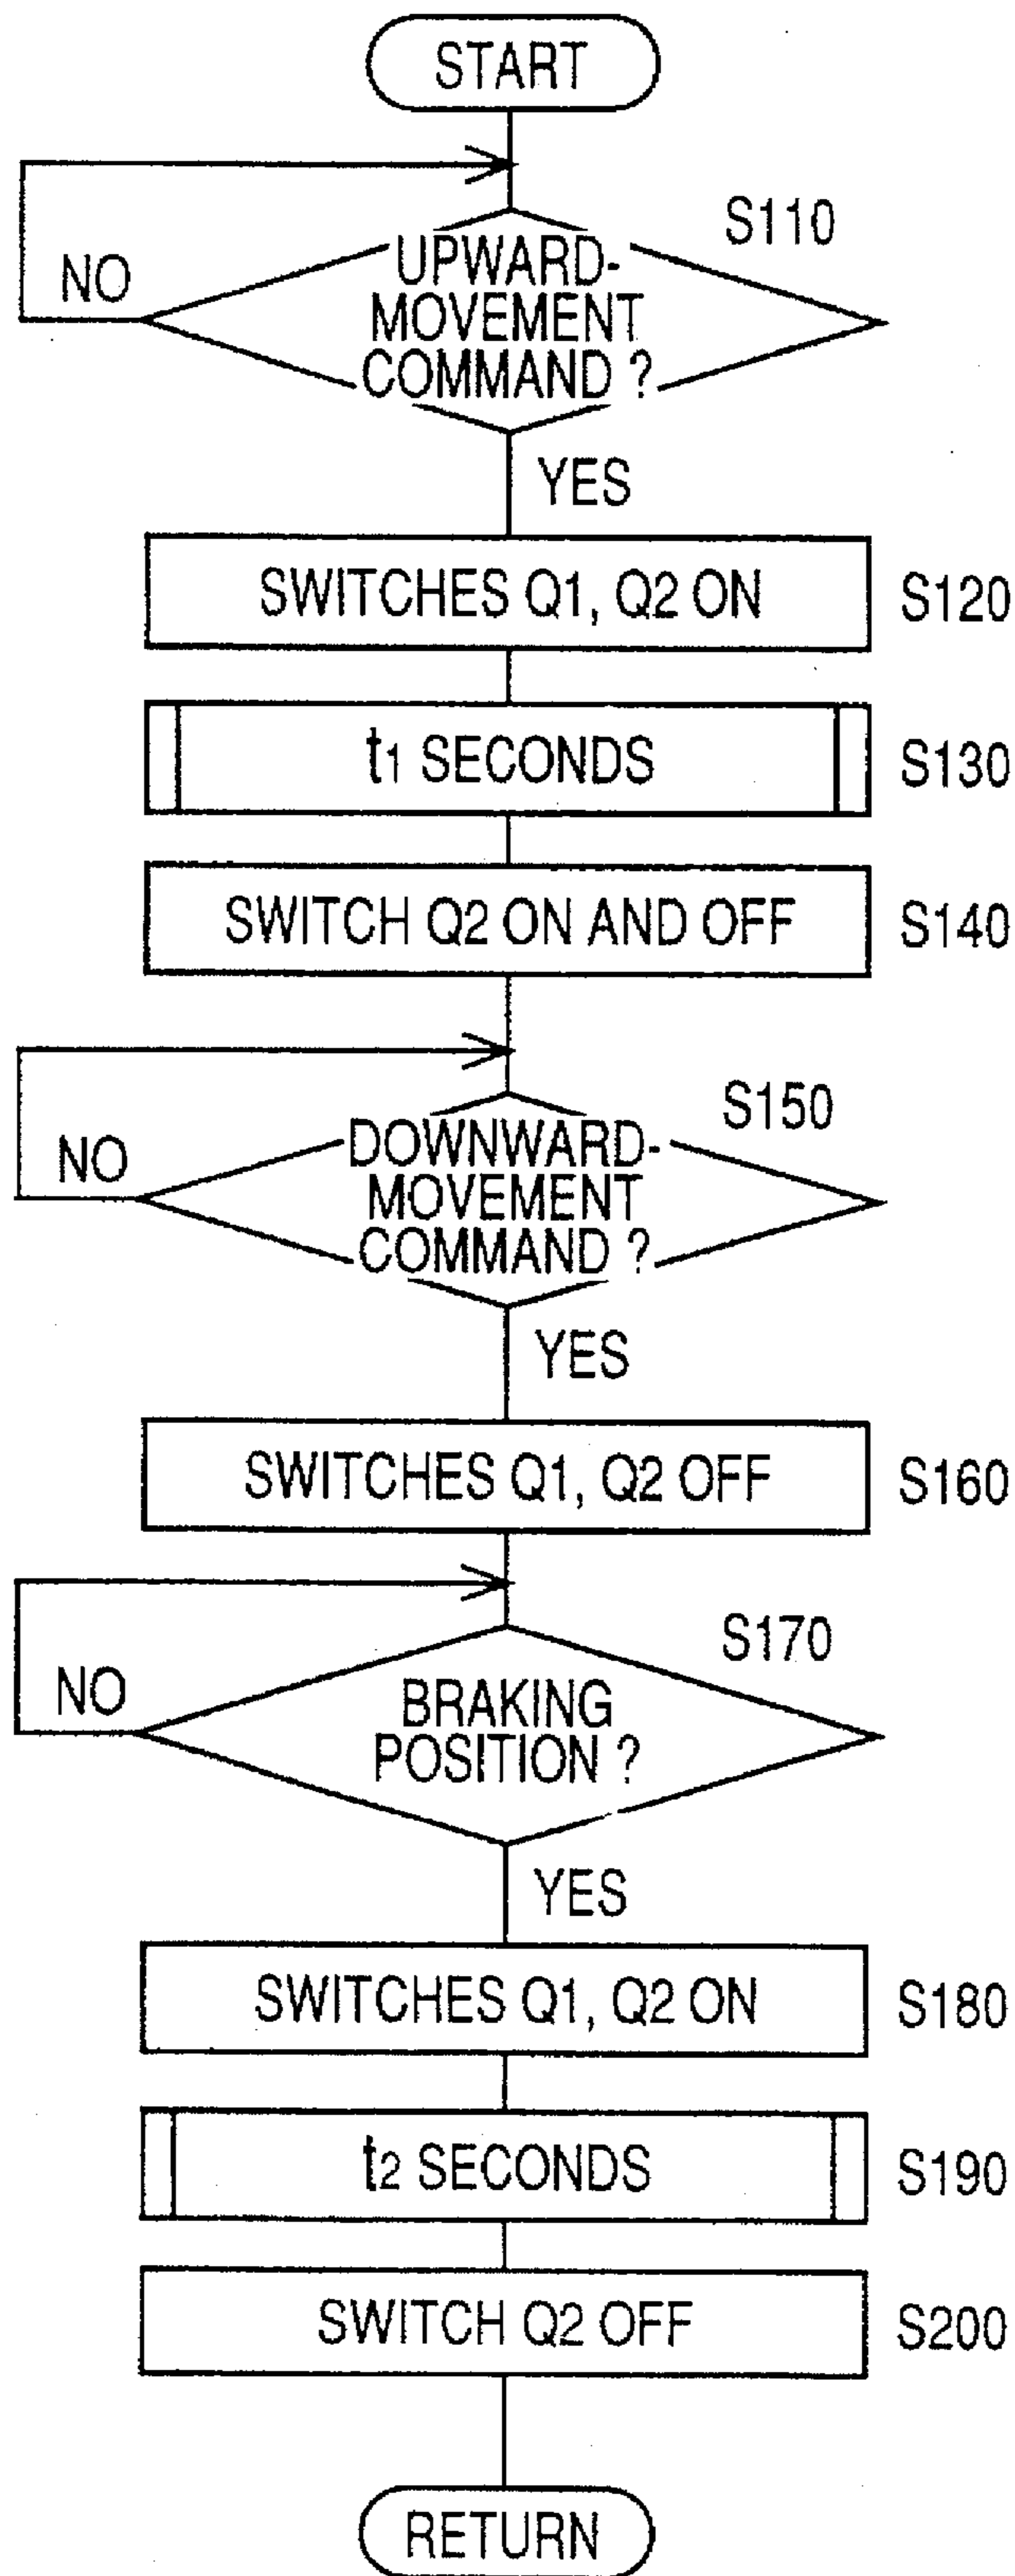 START
S110
NO
UPWARD-
MOVEMENT
COMMAND ?
YES
SWITCHES Q1, Q2 ON
S120
t1 SECONDS
S130
SWITCH Q2 ON AND OFF
S140
S150
NO
DOWNWARD-
MOVEMENT
COMMAND ?
YES
SWITCHES Q1, Q2 OFF
S160
S170
NO
BRAKING
POSITION ?
YES
SWITCHES Q1, Q2 ON
S180
t2 SECONDS
S190
SWITCH Q2 OFF
S200
RETURN